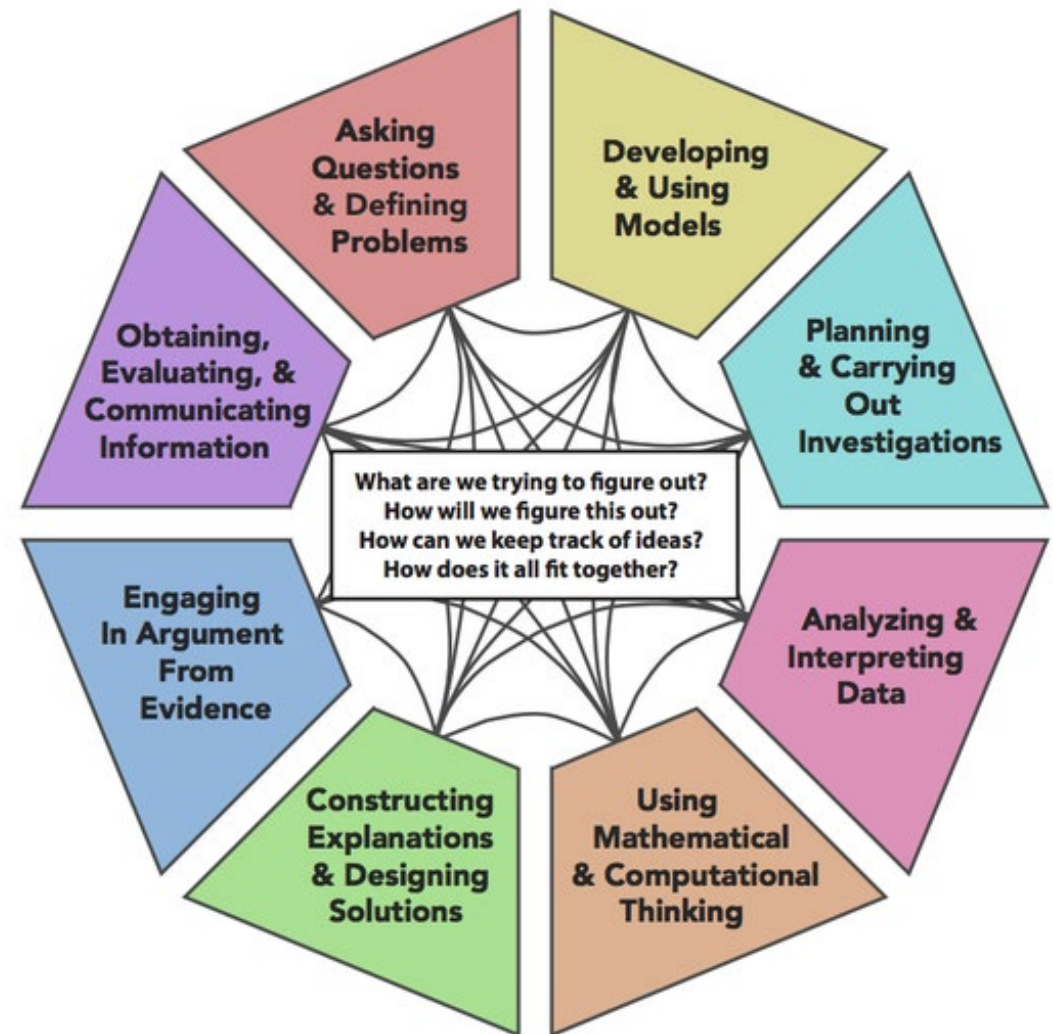 Asking
Questions
& Defining
Problems
Developing
& Using
Models
Planning
& Carrying
Out
Investigations
Analyzing &
Interpreting
Data
Using
Mathematical
& Computational
Thinking
Constructing
Explanations
& Designing
Solutions
Engaging
In Argument
From
Evidence
Obtaining,
Evaluating, &
Communicating
Information
What are we trying to figure out?
How will we figure this out?
How can we keep track of ideas?
How does it all fit together?